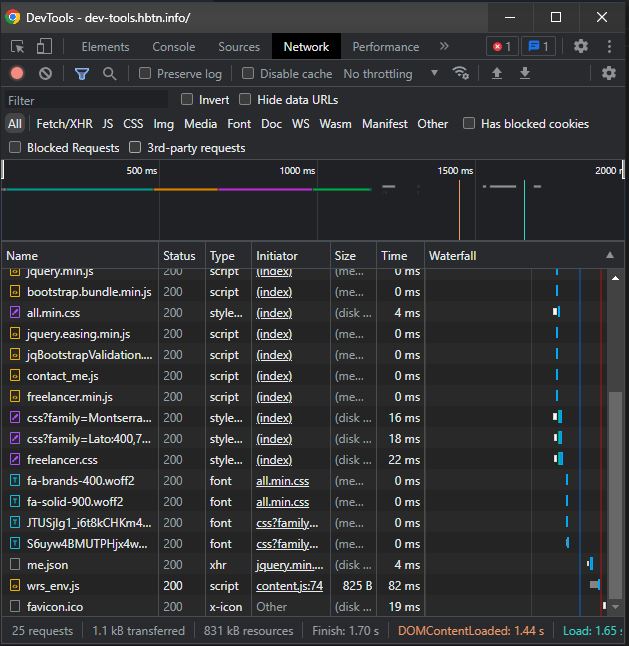 DevTools - dev-tools.hbtn.info/
Elements Console Sources Network Performance » 1 1
Preserve log Disable cache No throttling
Filter Invert Hide data URLs
All Fetch/XHR JS CSS Img Media Font Doc WS Wasm Manifest Other Has blocked cookies
Blocked Requests 3rd-party requests
500 ms 1000 ms 1500 ms 2000 m
Name Status Type Initiator Size Time Waterfall
jquery.min.js 200 script (index) (me... 0 ms
bootstrap.bundle.min.js 200 script (index) (me... 0 ms
all.min.css 200 style... (index) (disk ... 4 ms
jquery.easing.min.js 200 script (index) (me... 0 ms
jqBootstrapValidation.... 200 script (index) (me... 0 ms
contact_me.js 200 script (index) (me... 0 ms
freelancer.min.js 200 script (index) (me... 0 ms
css?family=Montserra... 200 style... (index) (disk ... 16 ms
css?family=Lato:400,7... 200 style... (index) (disk ... 18 ms
freelancer.css 200 style... (index) (disk ... 22 ms
fa-brands-400.woff2 200 font all.min.css (me... 0 ms
fa-solid-900.woff2 200 font all.min.css (me... 0 ms
JTUSjIg1_i6t8kCHKm4... 200 font css?family... (me... 0 ms
S6uyw4BMUTPHjx4w... 200 font css?family... (me... 0 ms
me.json 200 xhr jquery.min.... (disk ... 4 ms
wrs_env.js 200 script content.js:74 825 B 82 ms
favicon.ico 200 x-icon Other (disk ... 19 ms
25 requests 1.1 kB transferred 831 kB resources Finish: 1.70 s DOMContentLoaded: 1.44 s Load: 1.65 s